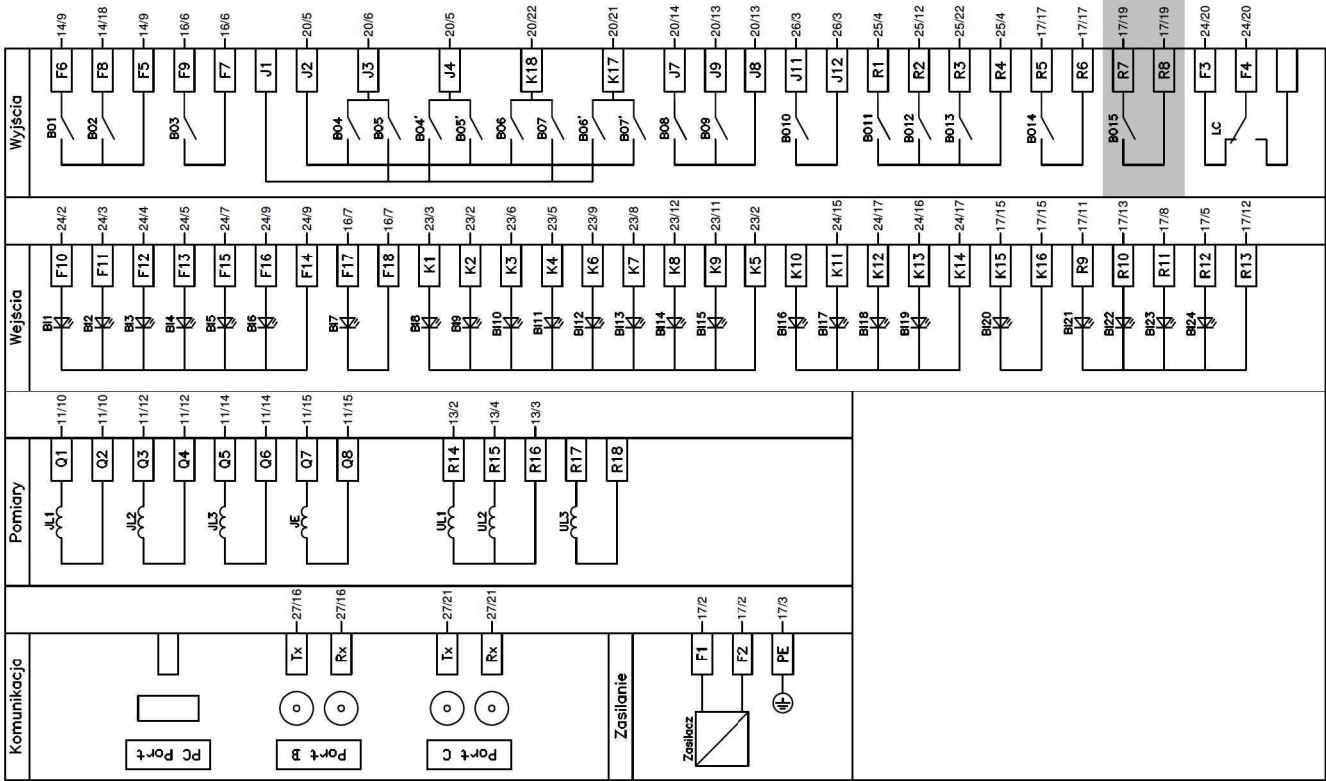 Wyjścia
14/9 14/18 14/9 16/6 16/6 20/5 20/6 20/5 20/22 20/21 20/14 20/13 20/13 26/3 26/3 25/4 25/12 25/22 25/4 17/17 17/17 17/19 17/19 24/20 24/20
F6 F8 F5 F9 F7 J1 J2 J3 J4 K18 K17 J7 J9 J8 J11 J12 R1 R2 R3 R4 R5 R6 R7 R8 F3 F4
BO1 BO2 BO3 BO4 BO5 BO4' BO5' BO6 BO7 BO6' BO7' BO8 BO9 BO10 BO11 BO12 BO13 BO14 BO15 LC
Wejścia
24/2 24/3 24/4 24/5 24/7 24/9 24/9 16/7 16/7 23/3 23/2 23/6 23/5 23/9 23/8 23/12 23/11 23/2 24/15 24/17 24/16 24/17 17/15 17/15 17/11 17/13 17/8 17/5 17/12
F10 F11 F12 F13 F15 F16 F14 F17 F18 K1 K2 K3 K4 K6 K7 K8 K9 K5 K10 K11 K12 K13 K14 K15 K16 R9 R10 R11 R12 R13
BI1 BI2 BI3 BI4 BI5 BI6 BI7 BI8 BI9 BI10 BI11 BI12 BI13 BI14 BI15 BI16 BI17 BI18 BI19 BI20 BI21 BI22 BI23 BI24
Pomiary
11/10 11/10 11/12 11/12 11/14 11/14 11/15 11/15 13/2 13/4 13/3
Q1 Q2 Q3 Q4 Q5 Q6 Q7 Q8 R14 R15 R16 R17 R18
JL1 JL2 JL3 JE UL1 UL2 UL3
Komunikacja
27/16 27/16 27/21 27/21
Tx Rx Tx Rx
PC Port Port B Port C
Zasilanie
17/2 17/2 17/3
F1 F2 PE
Zasilacz